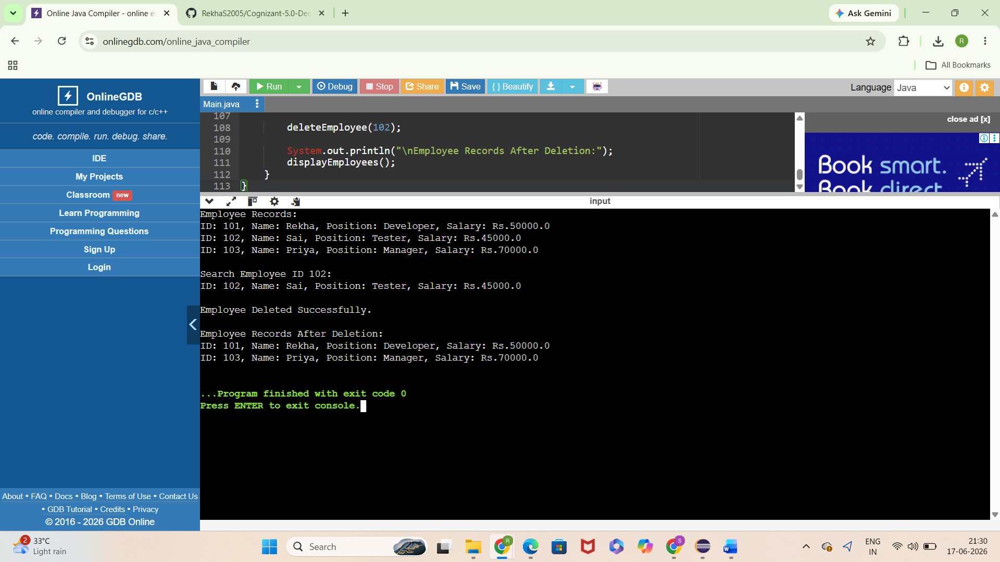 Online Java Compiler - online e
RekhaS2005/Cognizant-5.0-Dee
Ask Gemini
onlinegdb.com/online_java_compiler
R
All Bookmarks
OnlineGDB
online compiler and debugger for c/c++
code. compile. run. debug. share.
IDE
My Projects
Classroom new
Learn Programming
Programming Questions
Sign Up
Login
About • FAQ • Docs • Blog • Terms of Use • Contact Us
• GDB Tutorial • Credits • Privacy
© 2016 - 2026 GDB Online
Run Debug Stop Share Save { } Beautify
Language Java
Main.java
107
108 deleteEmployee(102);
109
110 System.out.println("\nEmployee Records After Deletion:");
111 displayEmployees();
112 }
113 }
close ad [x]
Book smart.
Book direct
input
Employee Records:
ID: 101, Name: Rekha, Position: Developer, Salary: Rs.50000.0
ID: 102, Name: Sai, Position: Tester, Salary: Rs.45000.0
ID: 103, Name: Priya, Position: Manager, Salary: Rs.70000.0
Search Employee ID 102:
ID: 102, Name: Sai, Position: Tester, Salary: Rs.45000.0
Employee Deleted Successfully.
Employee Records After Deletion:
ID: 101, Name: Rekha, Position: Developer, Salary: Rs.50000.0
ID: 103, Name: Priya, Position: Manager, Salary: Rs.70000.0
...Program finished with exit code 0
Press ENTER to exit console.
2
33°C
Light rain
Search
R
S
W
ENG
IN
21:30
17-06-2026